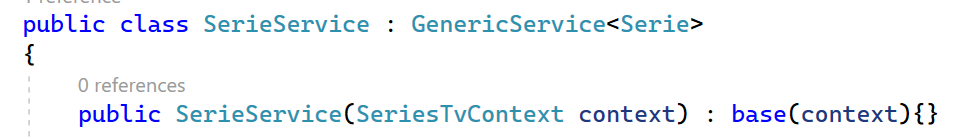 public class SerieService : GenericService<Serie>
{
0 references
public SerieService(SeriesTvContext context) : base(context){}